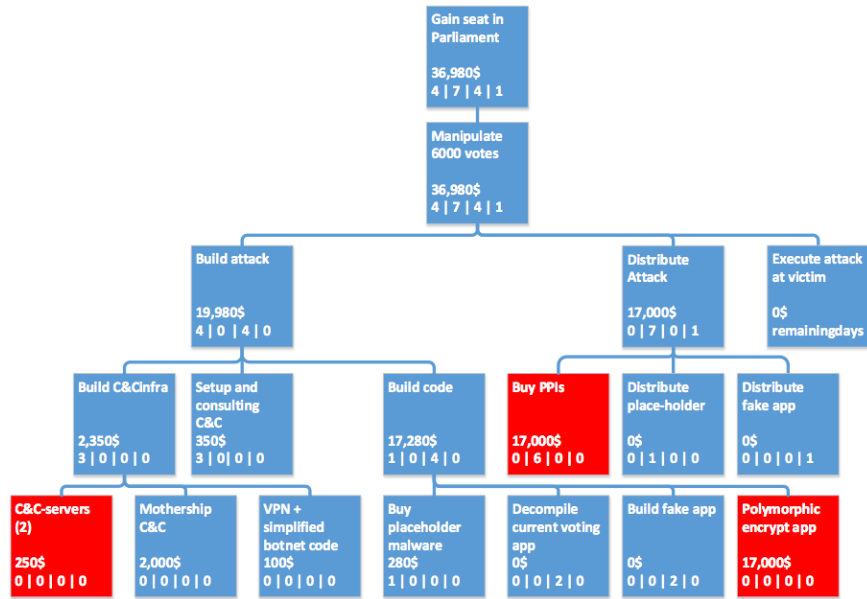 Gain seat in
Parliament
36,980$
4 | 7 | 4 | 1
Manipulate
6000 votes
36,980$
4 | 7 | 4 | 1
Build attack
19,980$
4 | 0 | 4 | 0
Distribute
Attack
17,000$
0 | 7 | 0 | 1
Execute attack
at victim
0$
remainingdays
Build C&Cinfra
2,350$
3 | 0 | 0 | 0
Setup and
consulting
C&C
350$
3 | 0 | 0 | 0
Build code
17,280$
1 | 0 | 4 | 0
Buy PPIs
17,000$
0 | 6 | 0 | 0
Distribute
place-holder
0$
0 | 1 | 0 | 0
Distribute
fake app
0$
0 | 0 | 0 | 1
C&C-servers
(2)
250$
0 | 0 | 0 | 0
Mothership
C&C
2,000$
0 | 0 | 0 | 0
VPN +
simplified
botnet code
100$
0 | 0 | 0 | 0
Buy
placeholder
malware
280$
1 | 0 | 0 | 0
Decompile
current voting
app
0$
0 | 0 | 2 | 0
Build fake app
0$
0 | 0 | 2 | 0
Polymorphic
encrypt app
17,000$
0 | 0 | 0 | 0